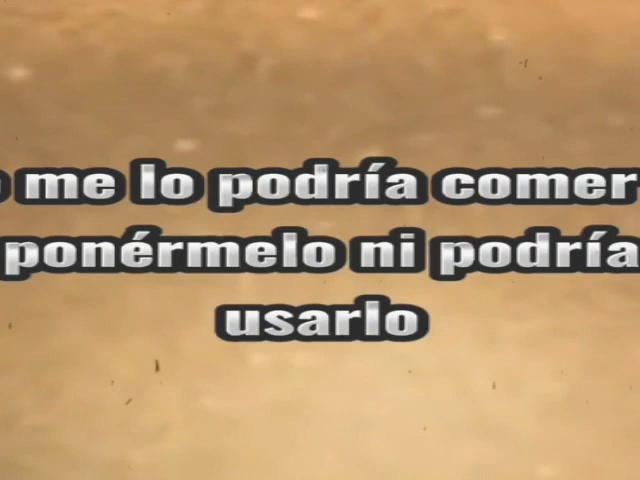 me lo podría comer
ponérmelo ni podría
usarlo